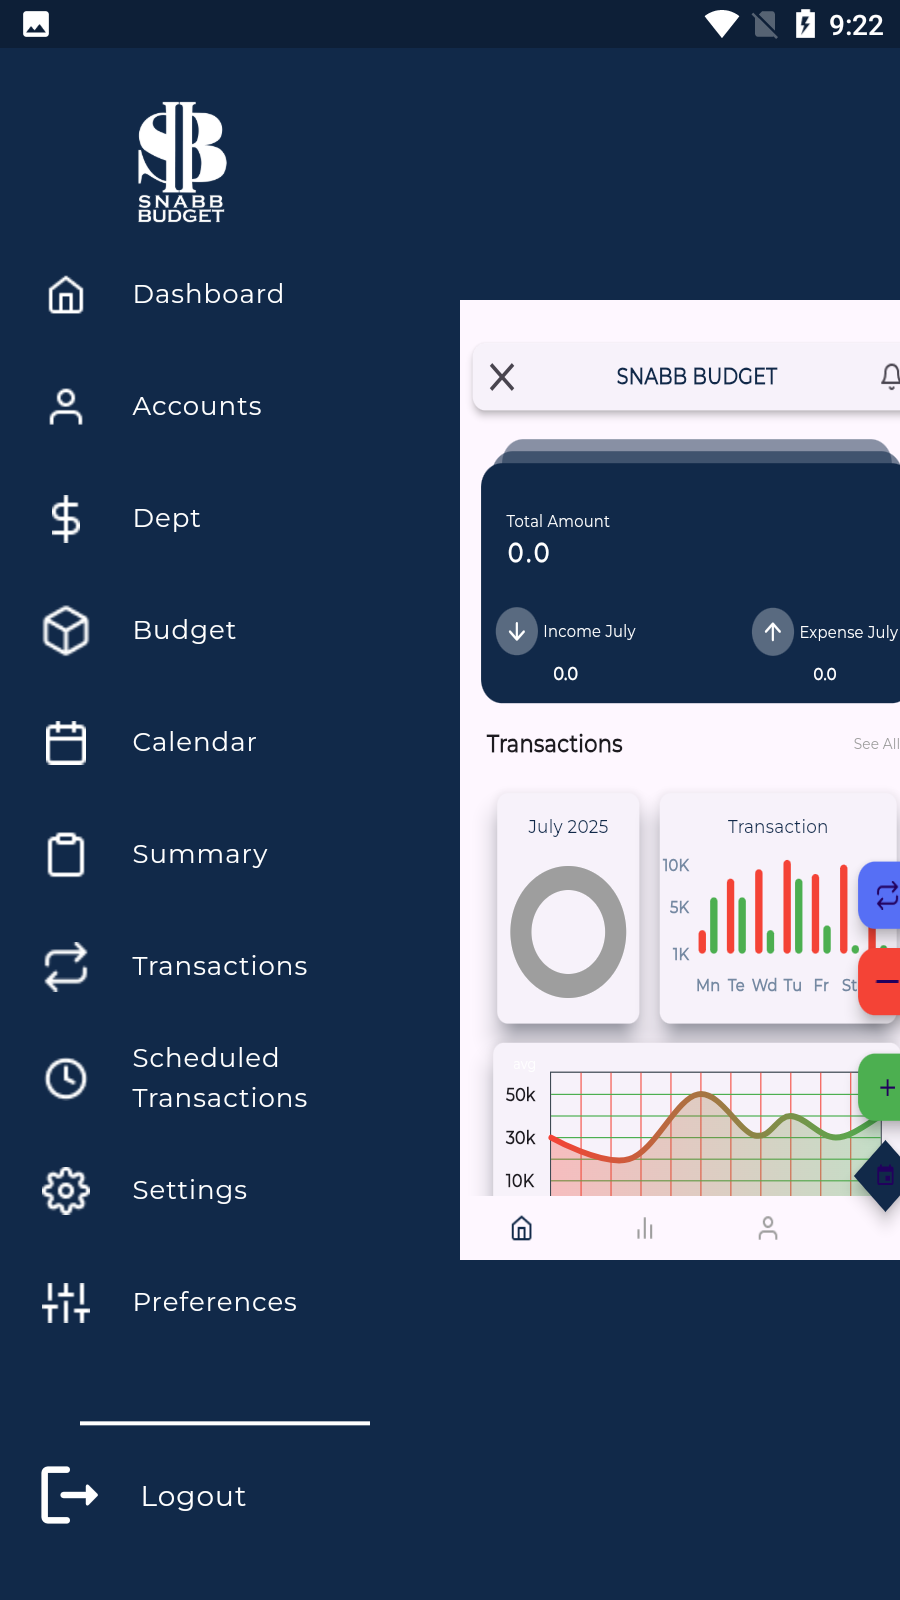 9:22
SNABB
BUDGET
Dashboard
Accounts
Dept
Budget
Calendar
Summary
Transactions
Scheduled
Transactions
Settings
Preferences
Logout
SNABB BUDGET
Total Amount
0.0
Income July
0.0
Expense July
0.0
Transactions
See All
July 2025
Transaction
10K
5K
1K
Mn Te Wd Tu Fr St
avg
50k
30k
10K